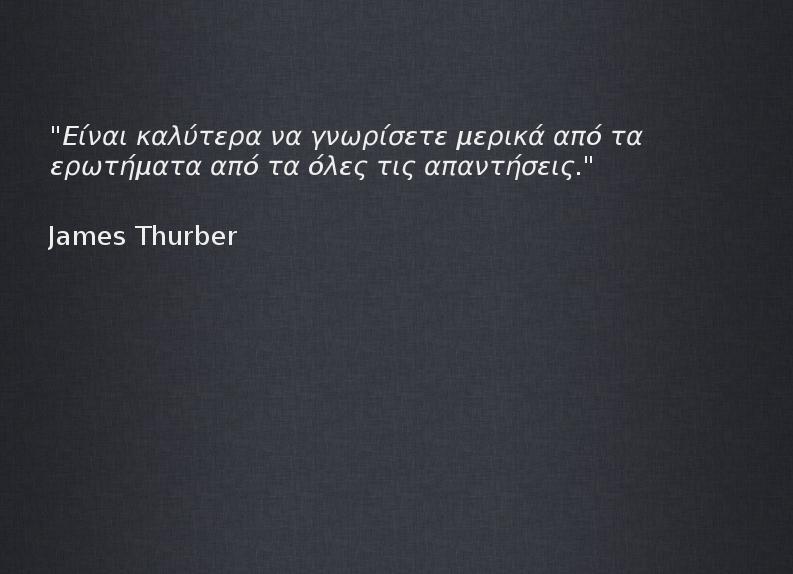 "Είναι καλύτερα να γνωρίσετε μερικά από τα
ερωτήματα από τα όλες τις απαντήσεις."
James Thurber